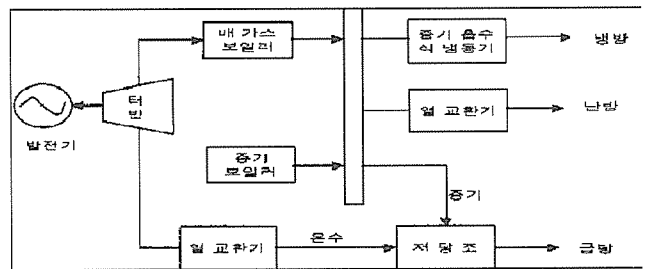 배 가스
보일러
증기 흡수
식 냉동기
냉방
터
빈
발전기
열 교환기
난방
증기
보일러
증기
열 교환기
온수
저 탕 조
급탕